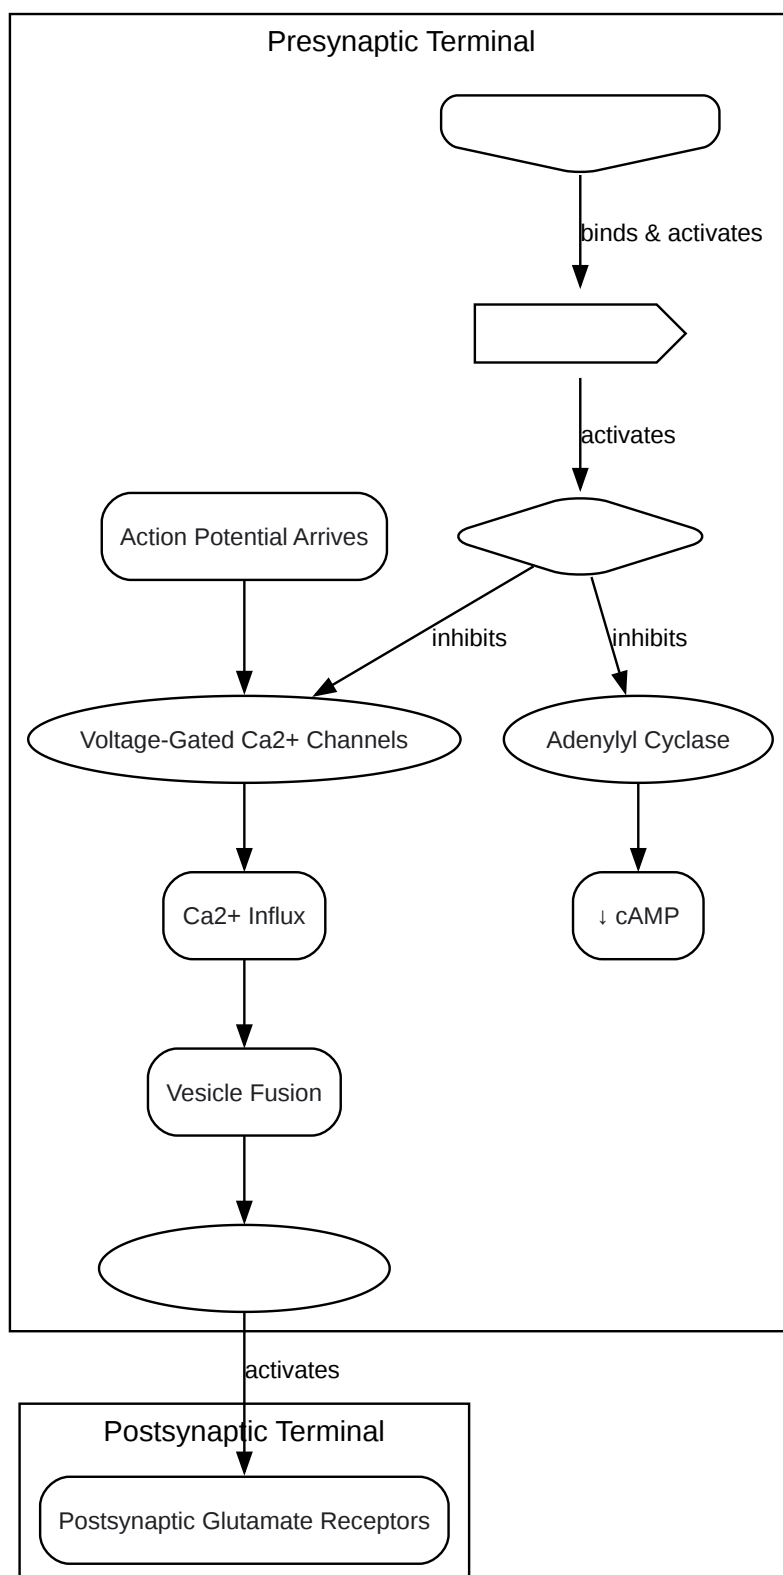 Presynaptic Terminal
binds & activates
activates
Action Potential Arrives
inhibits
inhibits
Voltage-Gated Ca2+ Channels
Adenylyl Cyclase
Ca2+ Influx
↓ cAMP
Vesicle Fusion
activates
Postsynaptic Terminal
Postsynaptic Glutamate Receptors